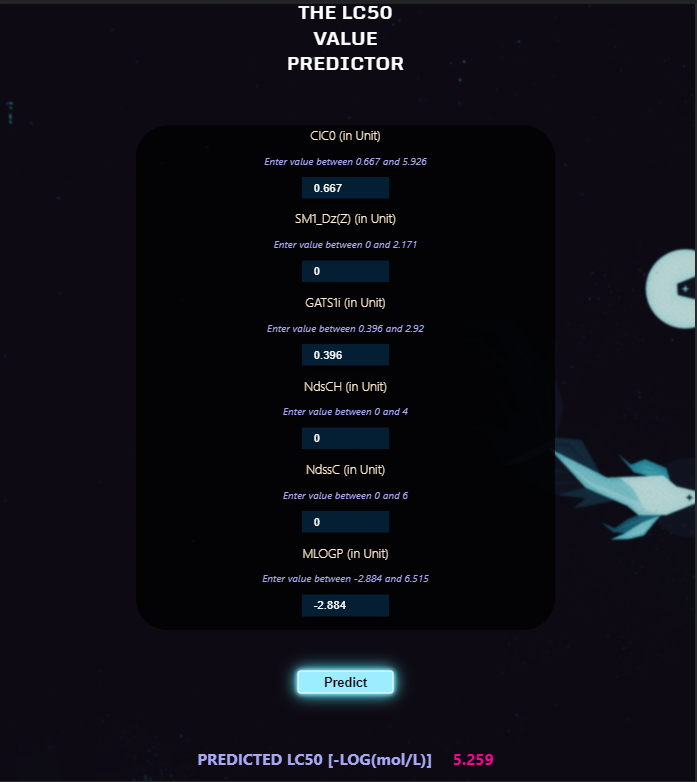 THE LC50
VALUE
PREDICTOR
CIC0 (in Unit)
Enter value between 0.667 and 5.926
0.667
SM1_Dz(Z) (in Unit)
Enter value between 0 and 2.171
0
GATS1i (in Unit)
Enter value between 0.396 and 2.92
0.396
NdsCH (in Unit)
Enter value between 0 and 4
0
NdssC (in Unit)
Enter value between 0 and 6
0
MLOGP (in Unit)
Enter value between -2.884 and 6.515
-2.884
Predict
PREDICTED LC50 [-LOG(mol/L)] 5.259